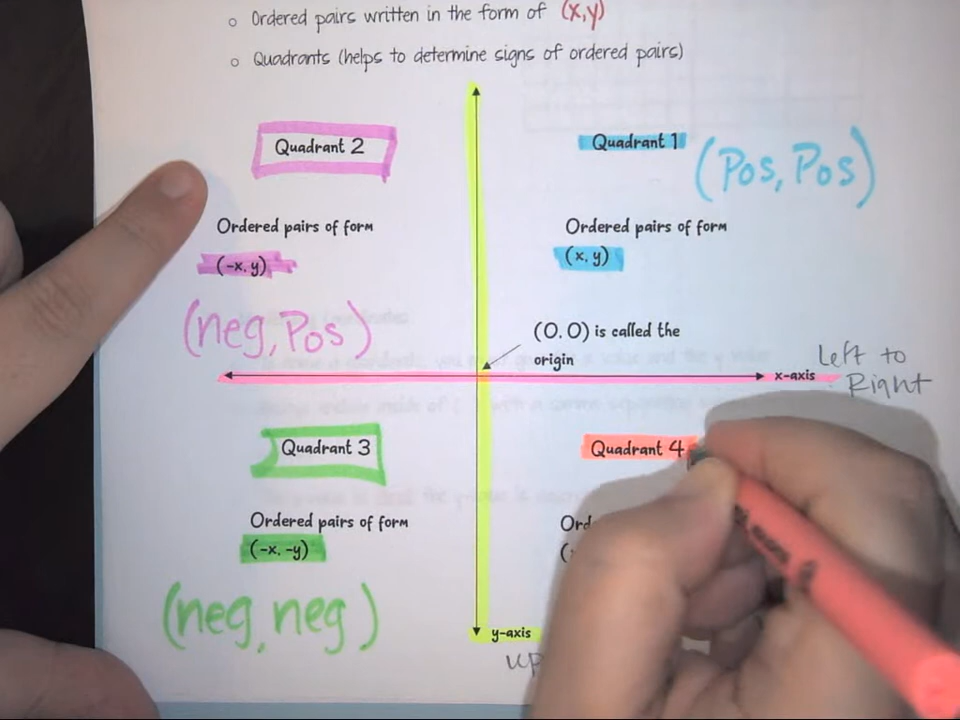 Ordered pairs written in the form of (x,y)
Quadrants (helps to determine signs of ordered pairs)
Quadrant 2
Quadrant 1
(Pos, Pos)
Ordered pairs of form
(-x, y)
Ordered pairs of form
(x, y)
(neg, Pos)
(0, 0) is called the
origin
x-axis
Left to
Right
Quadrant 3
Quadrant 4
Ordered pairs of form
(-x, -y)
(neg, neg)
y-axis